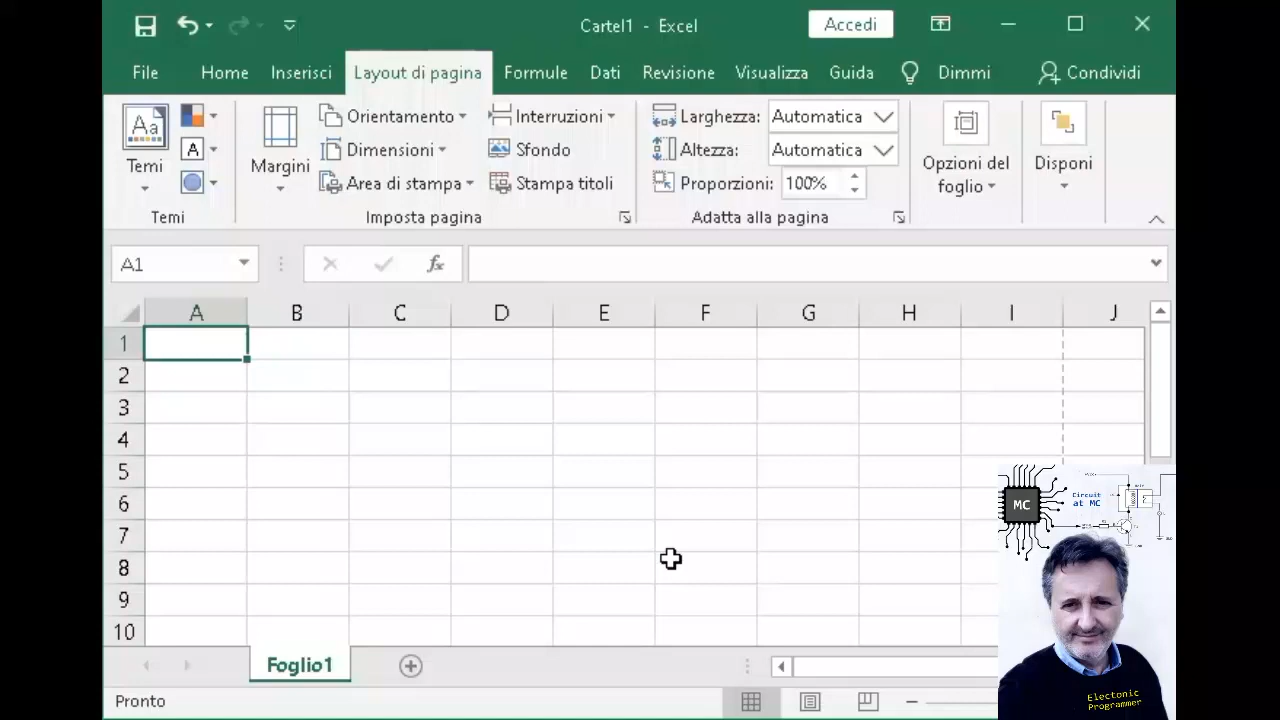 Cartel1 - Excel
Accedi
File Home Inserisci Layout di pagina Formule Dati Revisione Visualizza Guida Dimmi Condividi
Aa
Temi
A
Temi
Margini
Orientamento
Dimensioni
Area di stampa
Interruzioni
Sfondo
Stampa titoli
Imposta pagina
Larghezza: Automatica
Altezza: Automatica
Proporzioni: 100%
Adatta alla pagina
Opzioni del
foglio
Disponi
A1
fx
A B C D E F G H I J
1
2
3
4
5
6
7
8
9
10
MC
Circuit
at MC
Electonic
Programmer
Foglio1
Pronto